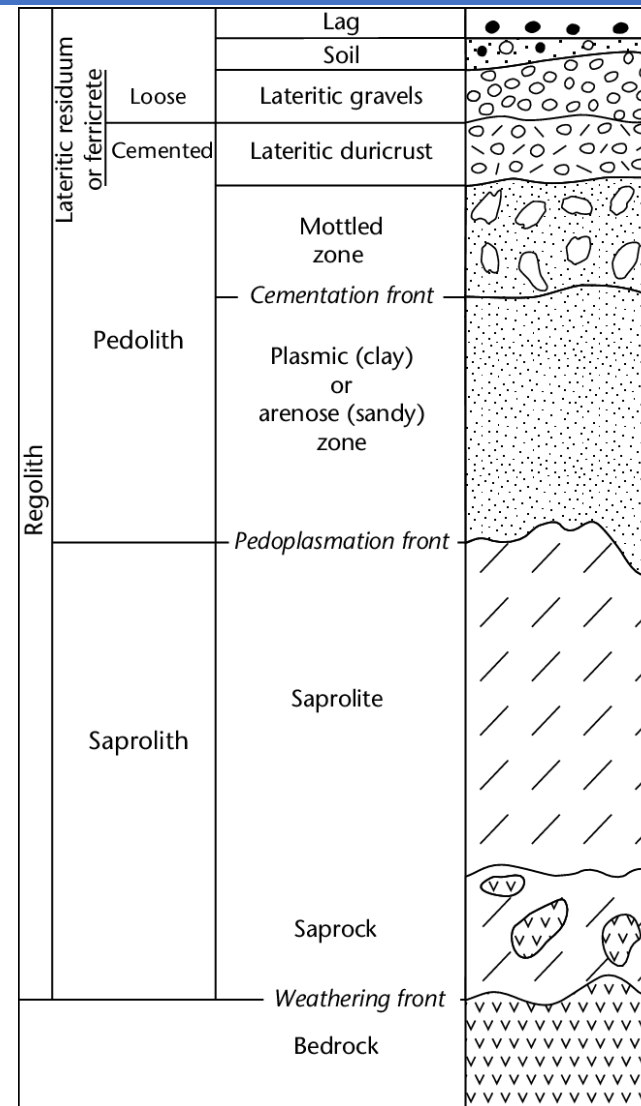 Lag
Soil
Lateritic residuum
or ferricrete
Loose
Lateritic gravels
Cemented
Lateritic duricrust
Mottled
zone
Cementation front
Pedolith
Plasmic (clay)
or
arenose (sandy)
zone
Regolith
Pedoplasmation front
Saprolite
Saprolith
Saprock
Weathering front
Bedrock